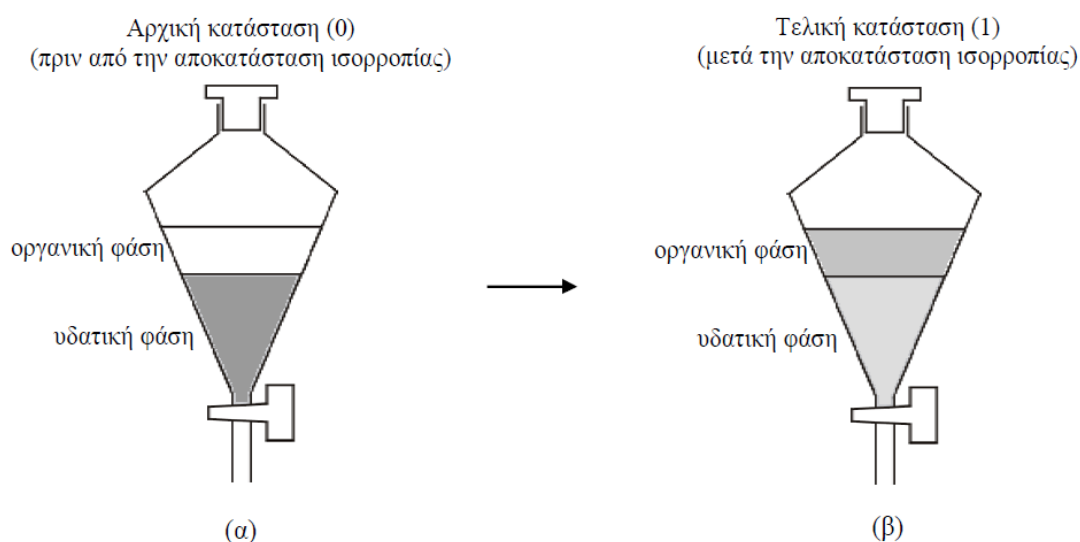 Αρχική κατάσταση (0)
(πριν από την αποκατάσταση ισορροπίας)
οργανική φάση
υδατική φάση
(α)
Τελική κατάσταση (1)
(μετά την αποκατάσταση ισορροπίας)
οργανική φάση
υδατική φάση
(β)